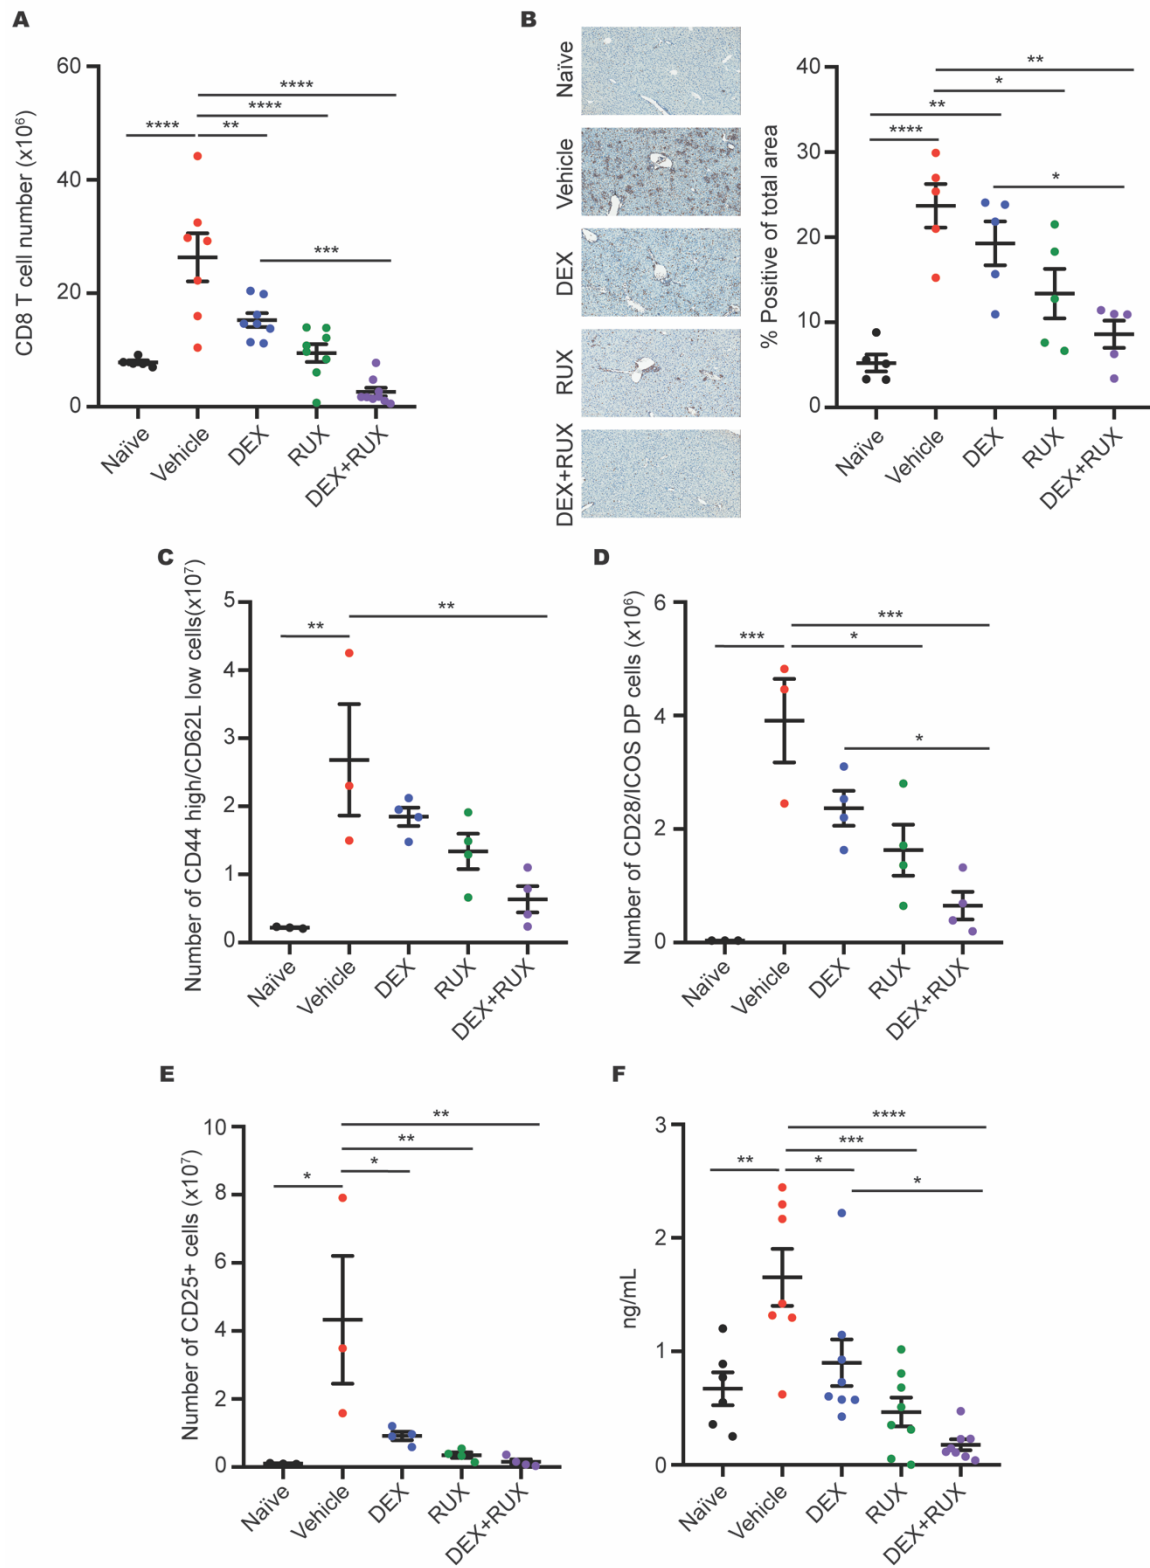 A
CD8 T cell number (x10⁶)
60
40
20
0
****
****
****
**
***
Naïve
Vehicle
DEX
RUX
DEX+RUX
B
Naïve
Vehicle
DEX
RUX
DEX+RUX
% Positive of total area
40
30
20
10
0
**
*
**
****
*
Naïve
Vehicle
DEX
RUX
DEX+RUX
C
Number of CD44 high/CD62L low cells(x10⁷)
5
4
3
2
1
0
**
**
Naïve
Vehicle
DEX
RUX
DEX+RUX
D
Number of CD28/ICOS DP cells (x10⁶)
6
4
2
0
***
***
*
*
Naïve
Vehicle
DEX
RUX
DEX+RUX
E
Number of CD25+ cells (x10⁷)
10
8
6
4
2
0
**
**
*
*
Naïve
Vehicle
DEX
RUX
DEX+RUX
F
ng/mL
3
2
1
0
****
***
**
*
*
Naïve
Vehicle
DEX
RUX
DEX+RUX